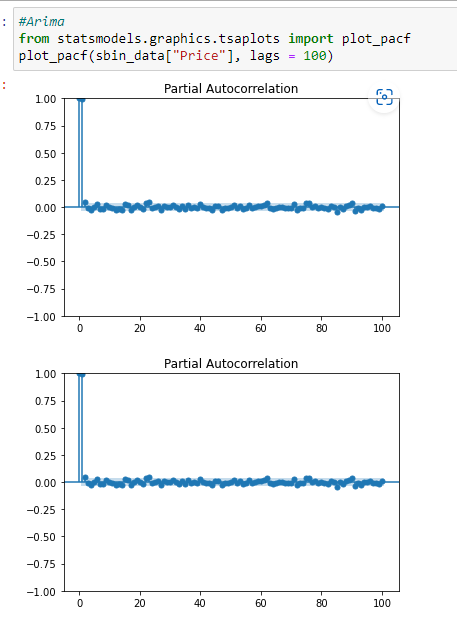 :
#Arima
from statsmodels.graphics.tsaplots import plot_pacf
plot_pacf(sbin_data["Price"], lags = 100)
:
Partial Autocorrelation
1.00
0.75
0.50
0.25
0.00
−0.25
−0.50
−0.75
−1.00
0 20 40 60 80 100
Partial Autocorrelation
1.00
0.75
0.50
0.25
0.00
−0.25
−0.50
−0.75
−1.00
0 20 40 60 80 100